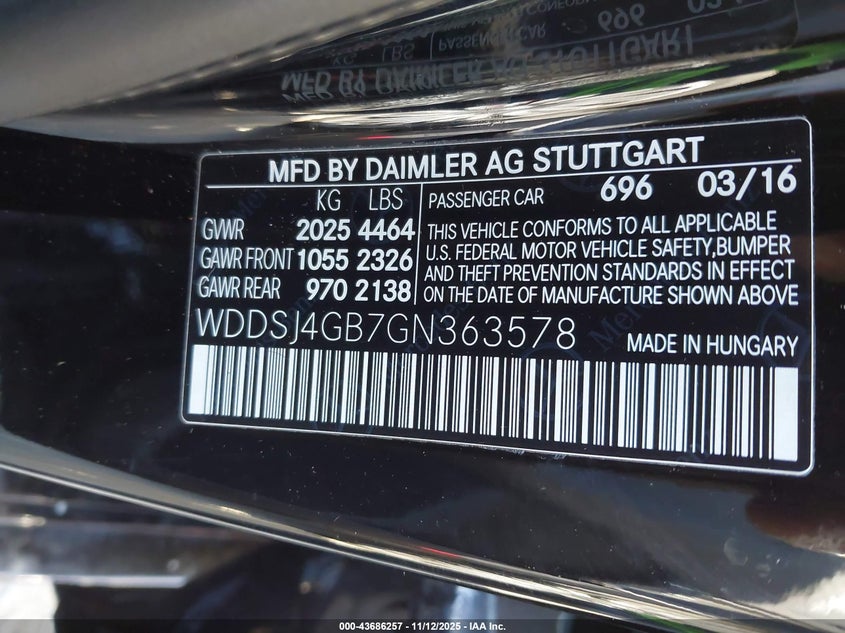 MFD BY DAIMLER AG STUTTGART
KG LBS
GVWR 2025 4464
GAWR FRONT 1055 2326
GAWR REAR 970 2138
PASSENGER CAR 696 03/16
THIS VEHICLE CONFORMS TO ALL APPLICABLE
U.S. FEDERAL MOTOR VEHICLE SAFETY,BUMPER
AND THEFT PREVENTION STANDARDS IN EFFECT
ON THE DATE OF MANUFACTURE SHOWN ABOVE
WDDSJ4GB7GN363578
MADE IN HUNGARY
000-43686257 - 11/12/2025 - IAA Inc.